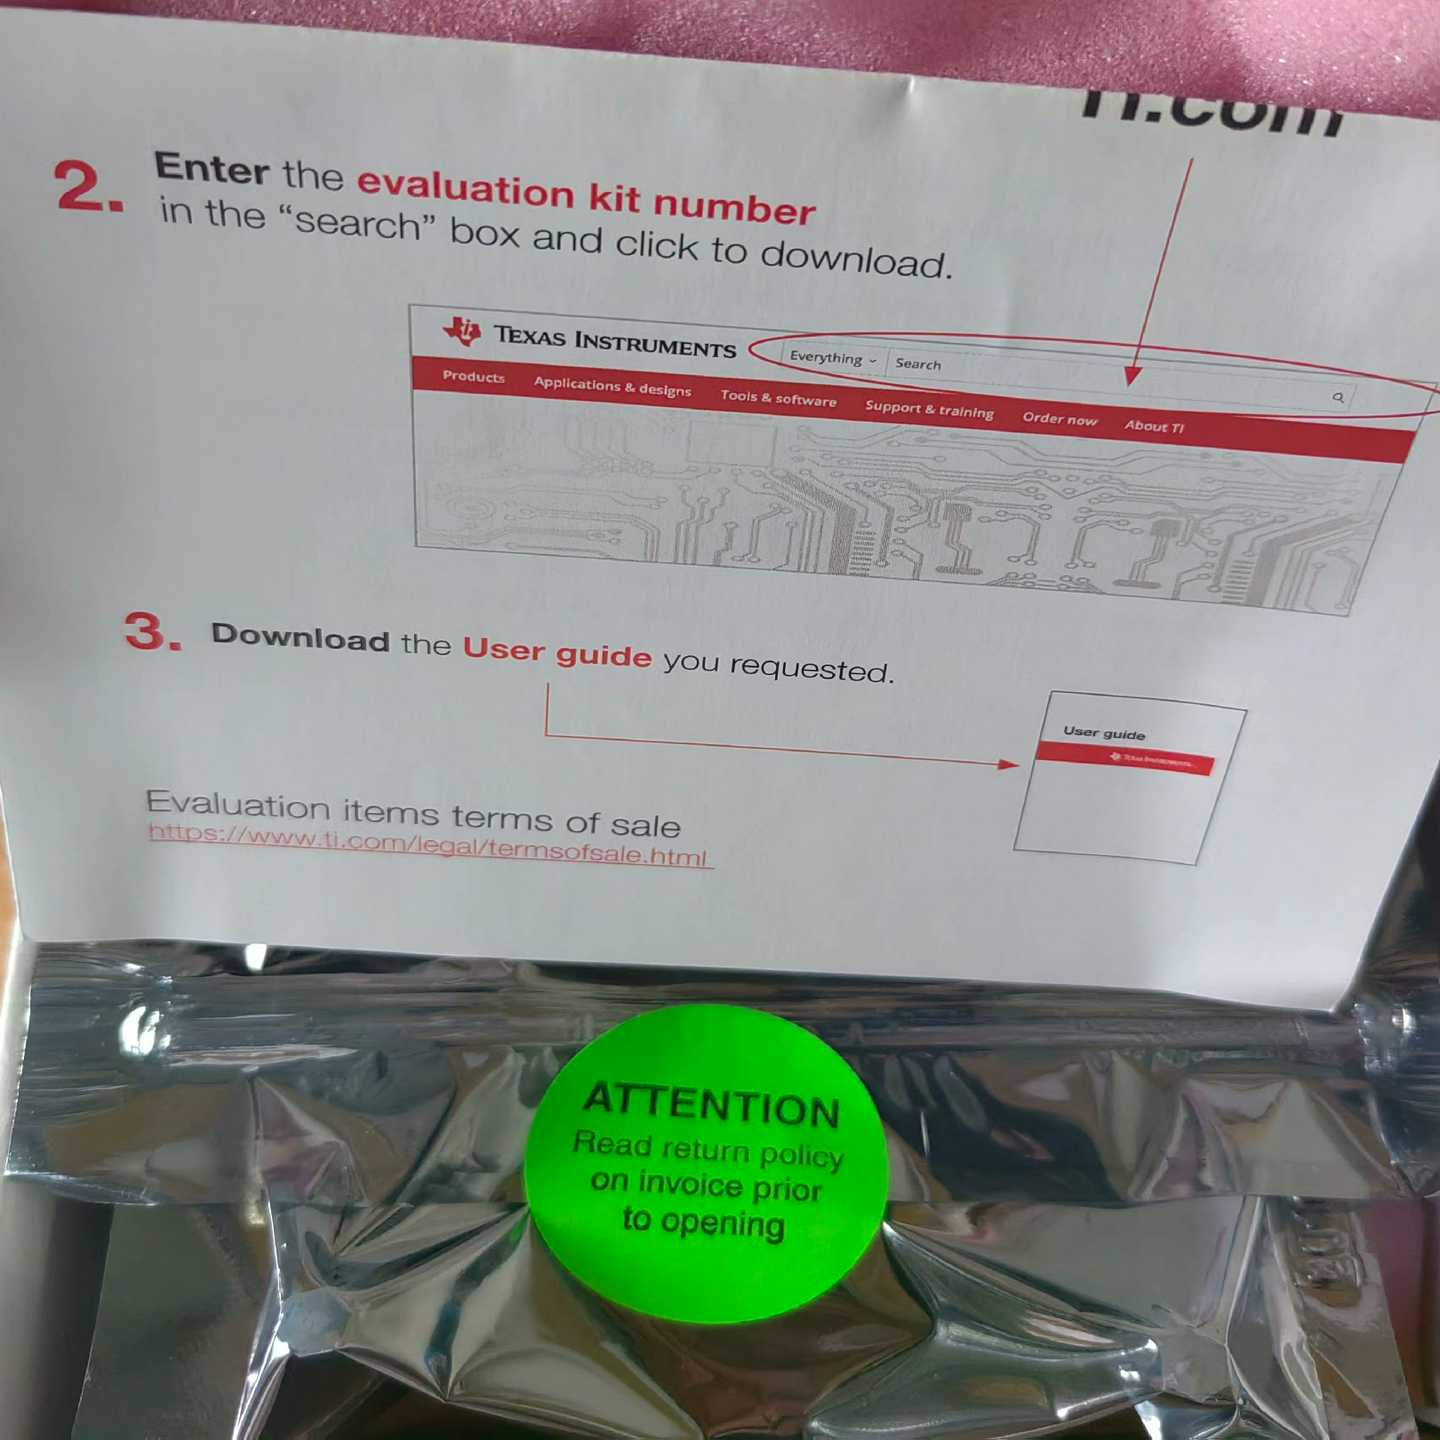 TI.com
2. Enter the evaluation kit number
in the “search” box and click to download.
TEXAS INSTRUMENTS
Everything Search
Products Applications & designs Tools & software Support & training Order now About TI
3. Download the User guide you requested.
User guide
TEXAS INSTRUMENTS
Evaluation items terms of sale
https://www.ti.com/legal/termsofsale.html
ATTENTION
Read return policy
on invoice prior
to opening